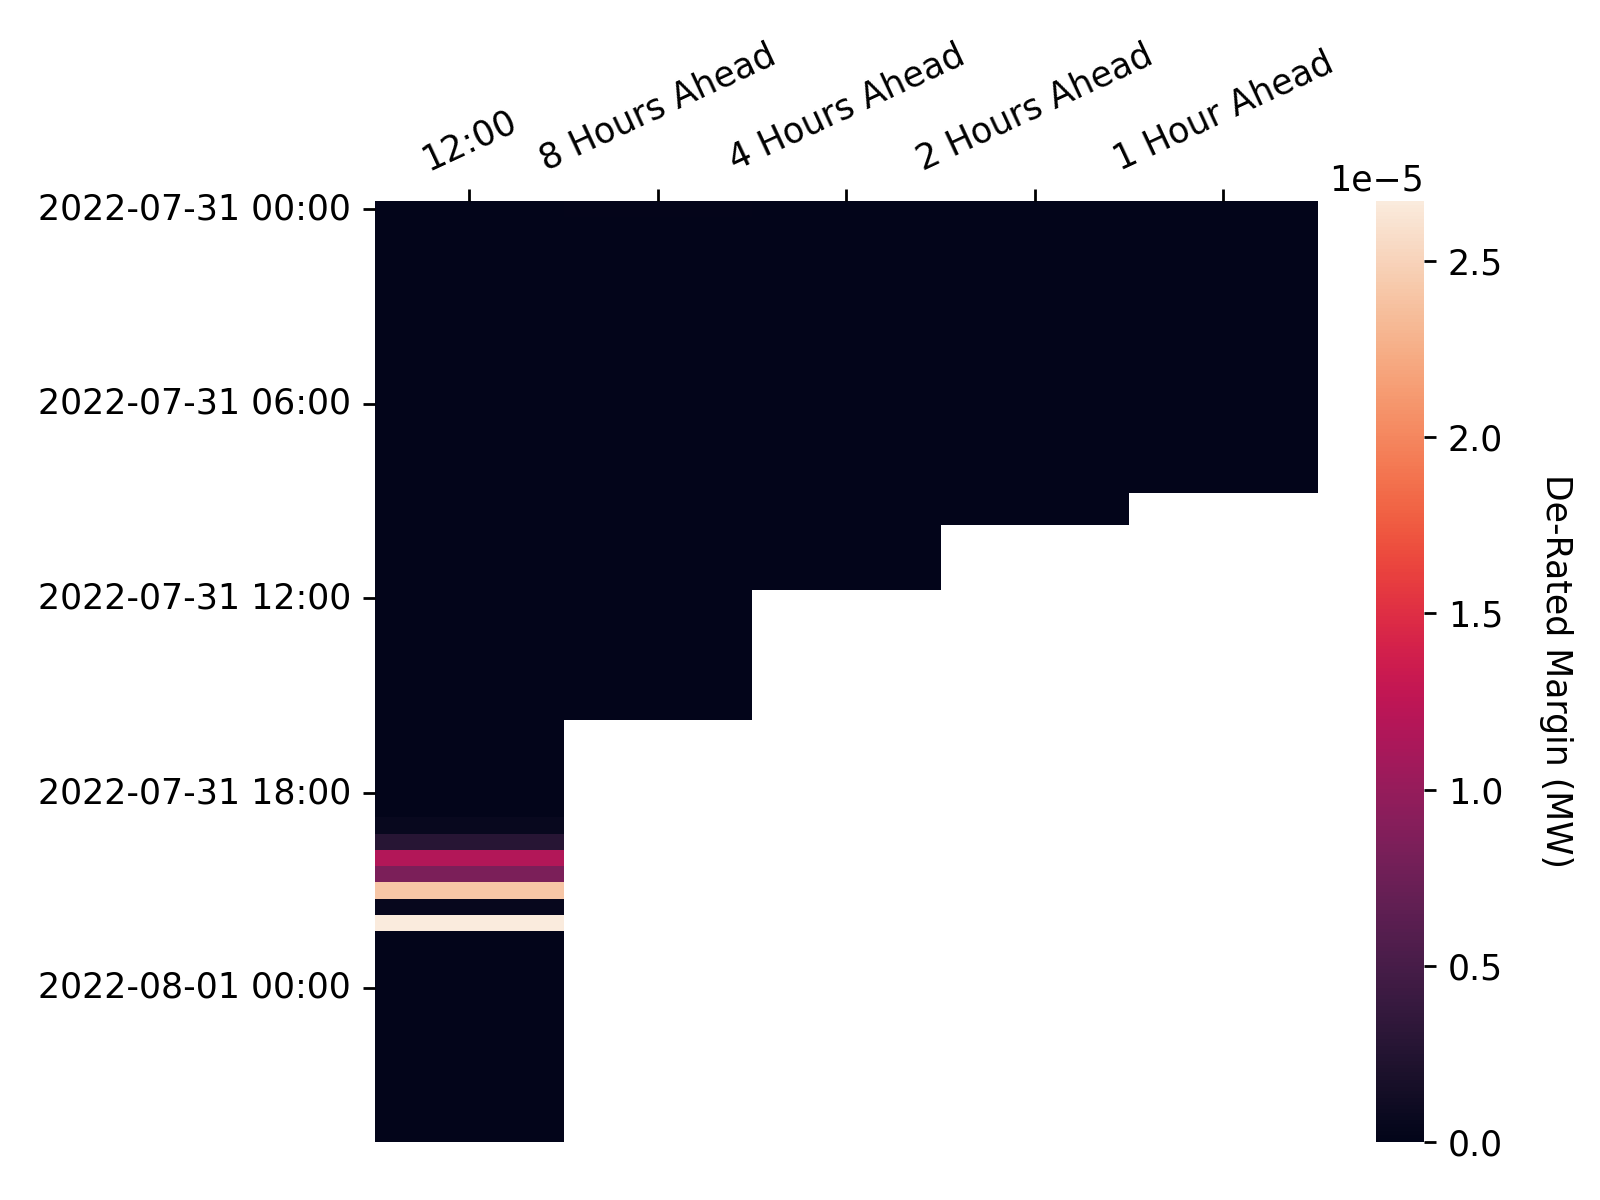 12:00
8 Hours Ahead
4 Hours Ahead
2 Hours Ahead
1 Hour Ahead
1e−5
2022-07-31 00:00
2022-07-31 06:00
2022-07-31 12:00
2022-07-31 18:00
2022-08-01 00:00
2.5
2.0
1.5
1.0
0.5
0.0
De-Rated Margin (MW)